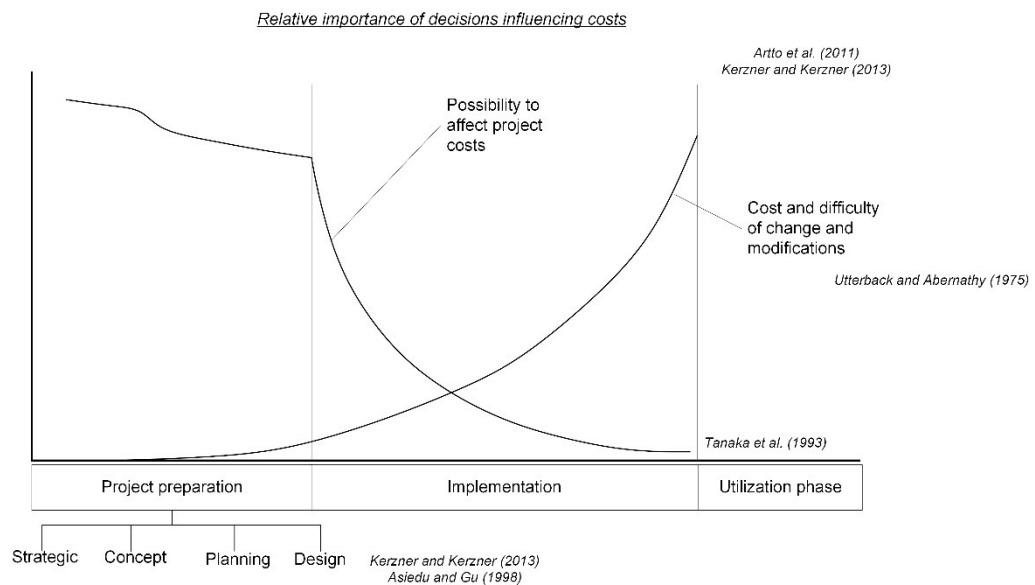 Relative importance of decisions influencing costs
Artto et al. (2011)
Kerzner and Kerzner (2013)
Possibility to
affect project
costs
Cost and difficulty
of change and
modifications
Utterback and Abernathy (1975)
Tanaka et al. (1993)
Project preparation
Implementation
Utilization phase
Strategic
Concept
Planning
Design
Kerzner and Kerzner (2013)
Asiedu and Gu (1998)